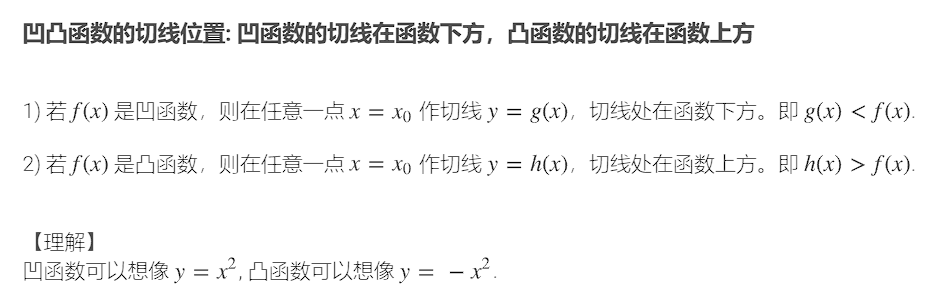 凹凸函数的切线位置: 凹函数的切线在函数下方，凸函数的切线在函数上方
1) 若 f(x) 是凹函数，则在任意一点 x = x₀ 作切线 y = g(x)，切线处在函数下方。即 g(x) < f(x).
2) 若 f(x) 是凸函数，则在任意一点 x = x₀ 作切线 y = h(x)，切线处在函数上方。即 h(x) > f(x).
【理解】
凹函数可以想像 y = x², 凸函数可以想像 y = − x².